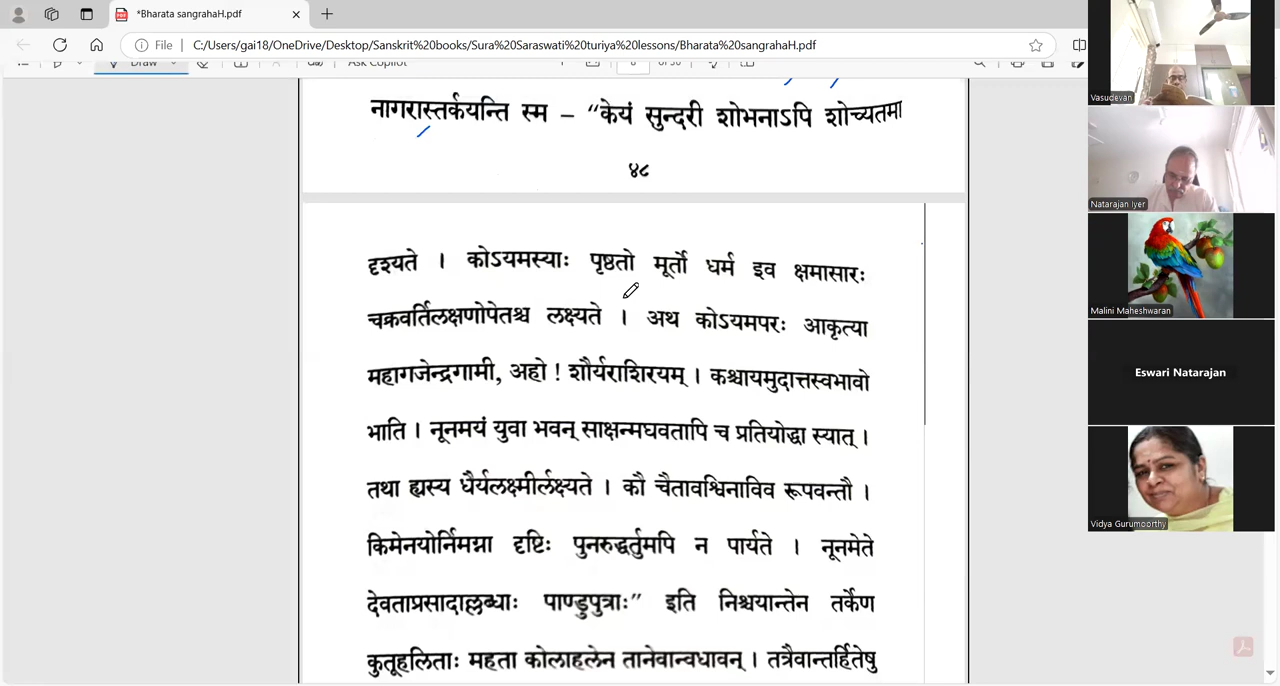 *Bharata sangrahaH.pdf
File
C:/Users/gai18/OneDrive/Desktop/Sanskrit%20books/Sura%20Saraswati%20turiya%20lessons/Bharata%20sangrahaH.pdf
Draw
Ask Copilot
नागरास्तर्कयन्ति स्म – “केयं सुन्दरी शोभनाऽपि शोच्यतमा
४८
दृश्यते । कोऽयमस्याः पृष्ठतो मूर्तो धर्म इव क्षमासारः
चक्रवर्तिलक्षणोपेतश्च लक्ष्यते । अथ कोऽयमपरः आकृत्या
महागजेन्द्रगामी, अहो ! शौर्यराशिरयम् । कश्चायमुदात्तस्वभावो
भाति । नूनमयं युवा भवन् साक्षन्मघवतापि च प्रतियोद्धा स्यात् ।
तथा ह्यस्य धैर्यलक्ष्मीर्लक्ष्यते । कौ चैतावश्विनाविव रूपवन्तौ ।
किमेनयोर्निमग्ना दृष्टिः पुनरुद्धर्तुमपि न पार्यते । नूनमेते
देवताप्रसादाल्लब्धाः पाण्डुपुत्राः” इति निश्चयान्तेन तर्केण
कुतूहलिताः महता कोलाहलेन तानेवान्वधावन् । तत्रैवान्तर्हितेषु
Vasudevan
Natarajan Iyer
Malini Maheshwaran
Eswari Natarajan
Vidya Gurumoorthy